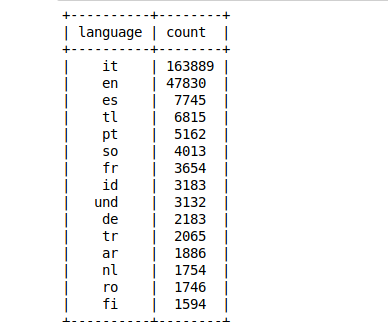 +----------+--------+
| language | count  |
+----------+--------+
|    it    | 163889 |
|    en    | 47830  |
|    es    |  7745  |
|    tl    |  6815  |
|    pt    |  5162  |
|    so    |  4013  |
|    fr    |  3654  |
|    id    |  3183  |
|   und    |  3132  |
|    de    |  2183  |
|    tr    |  2065  |
|    ar    |  1886  |
|    nl    |  1754  |
|    ro    |  1746  |
|    fi    |  1594  |
+----------+--------+